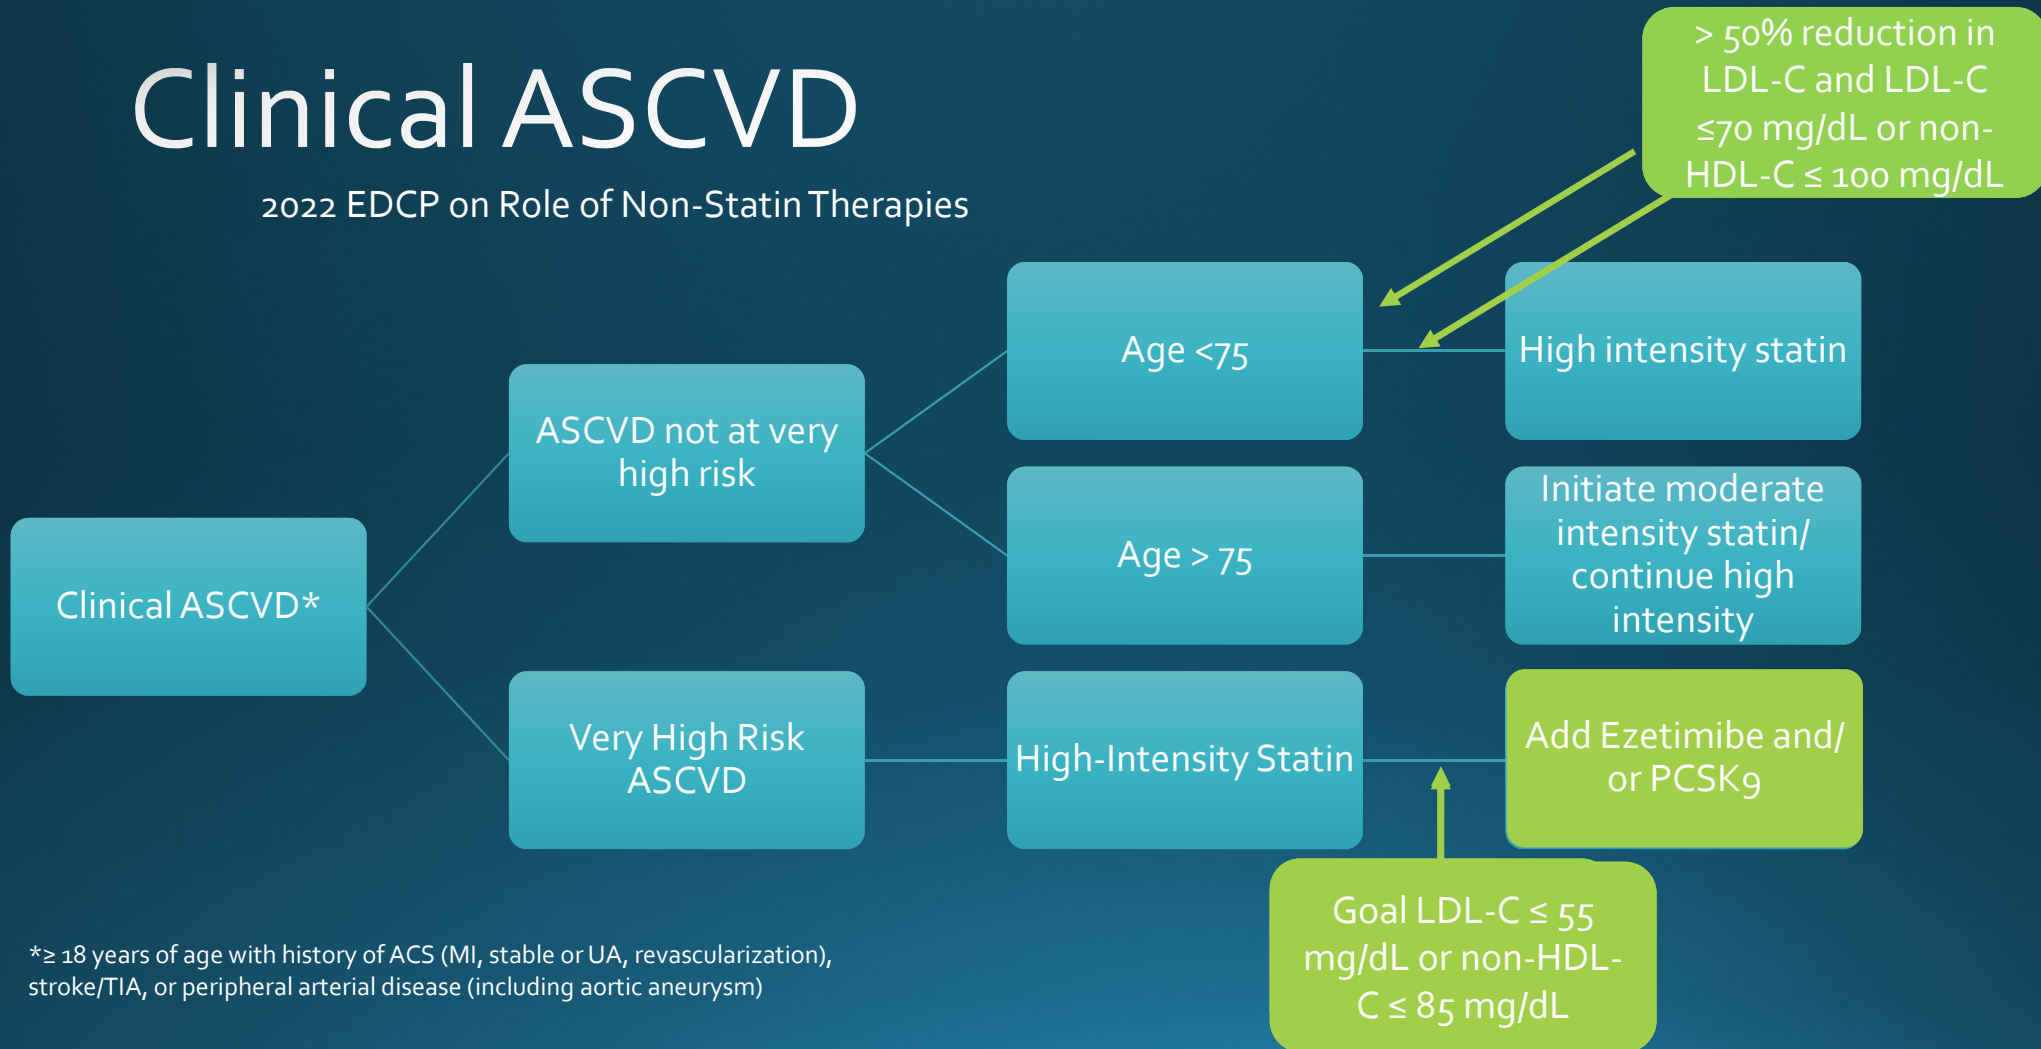 Clinical ASCVD
2022 EDCP on Role of Non-Statin Therapies
> 50% reduction in
LDL-C and LDL-C
≤70 mg/dL or non-
HDL-C ≤ 100 mg/dL
Clinical ASCVD*
ASCVD not at very
high risk
Age <75
High intensity statin
Age > 75
Initiate moderate
intensity statin/
continue high
intensity
Very High Risk
ASCVD
High-Intensity Statin
Add Ezetimibe and/
or PCSK9
Goal LDL-C ≤ 55
mg/dL or non-HDL-
C ≤ 85 mg/dL
*≥ 18 years of age with history of ACS (MI, stable or UA, revascularization),
stroke/TIA, or peripheral arterial disease (including aortic aneurysm)